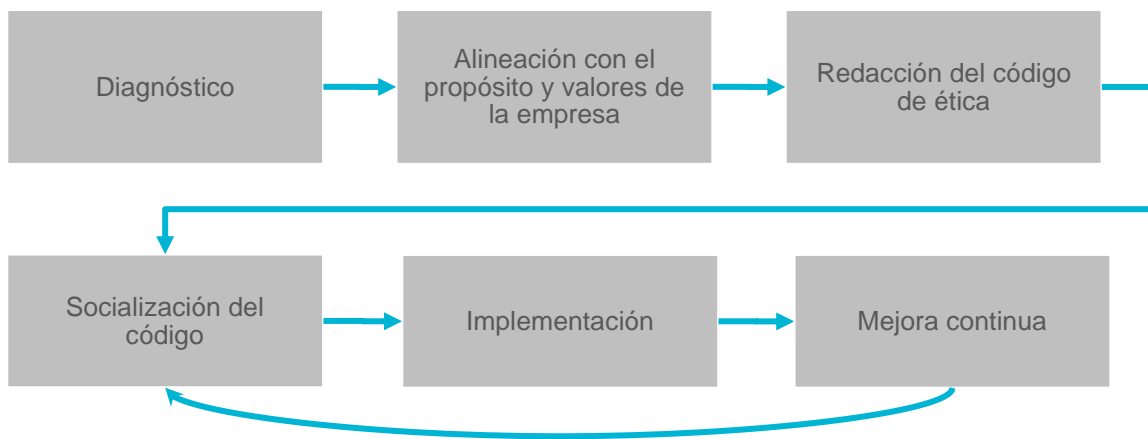 Diagnóstico
Alineación con el
propósito y valores de
la empresa
Redacción del código
de ética
Socialización del
código
Implementación
Mejora continua